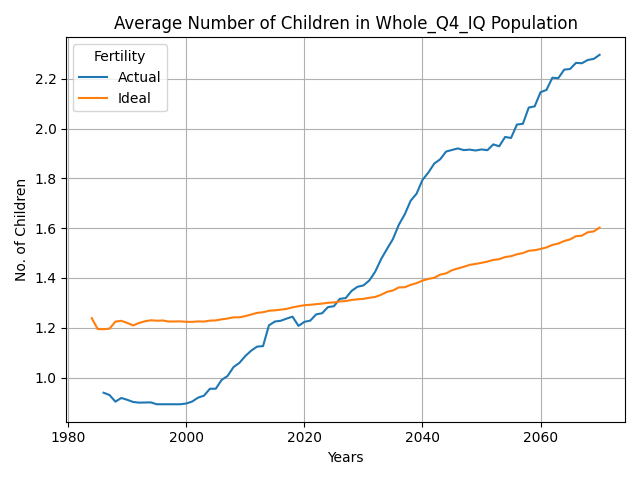 Average Number of Children in Whole_Q4_IQ Population
Fertility
Actual
Ideal
No. of Children
2.2
2.0
1.8
1.6
1.4
1.2
1.0
1980
2000
2020
2040
2060
Years